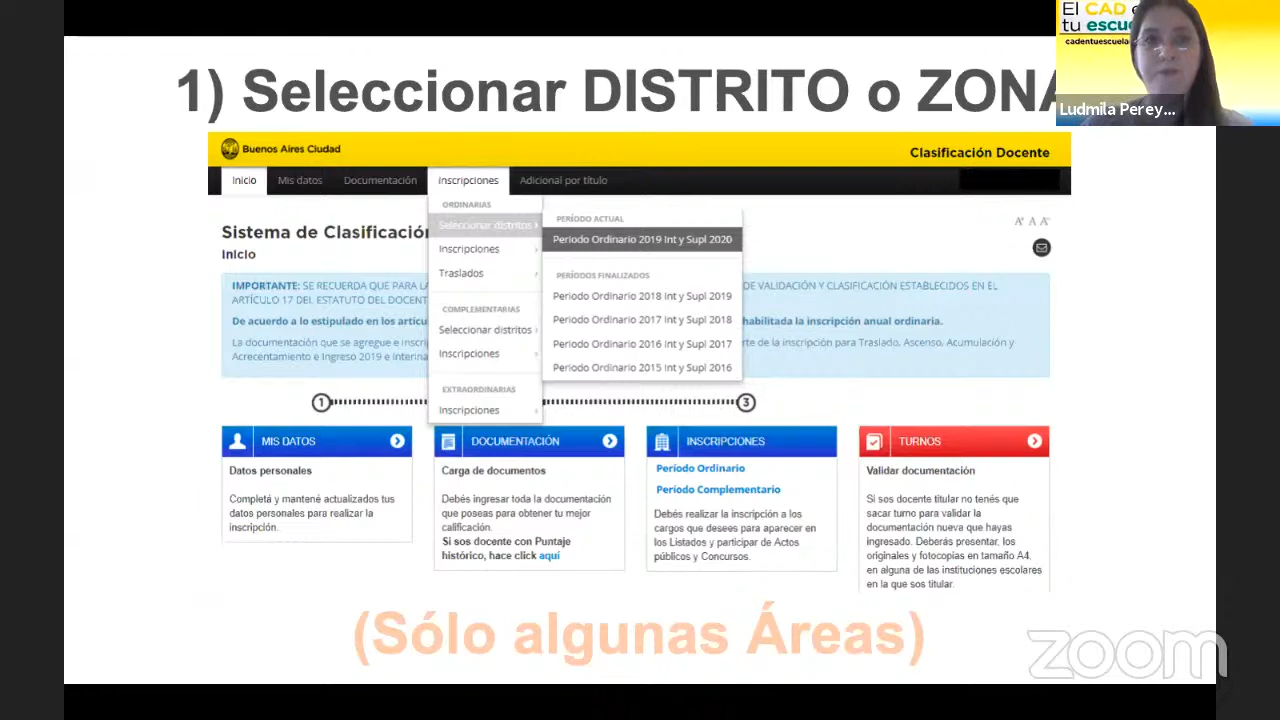 El CAD
tu escue
cadentuescuela
Ludmila Perey...
1) Seleccionar DISTRITO o ZONA
Buenos Aires Ciudad
Clasificación Docente
Inicio
Mis datos
Documentación
Inscripciones
Adicional por título
ORDINARIAS
Seleccionar distritos
Inscripciones
Traslados
COMPLEMENTARIAS
Seleccionar distritos
Inscripciones
EXTRAORDINARIAS
Inscripciones
PERÍODO ACTUAL
Periodo Ordinario 2019 Int y Supl 2020
PERÍODOS FINALIZADOS
Periodo Ordinario 2018 Int y Supl 2019
Periodo Ordinario 2017 Int y Supl 2018
Periodo Ordinario 2016 Int y Supl 2017
Periodo Ordinario 2015 Int y Supl 2016
A+ A A-
Sistema de Clasificación
Inicio
IMPORTANTE: SE RECUERDA QUE PARA LA DE VALIDACIÓN Y CLASIFICACIÓN ESTABLECIDOS EN EL
ARTÍCULO 17 DEL ESTATUTO DEL DOCENT
De acuerdo a lo estipulado en los artícu habilitada la inscripción anual ordinaria.
La documentación que se agregue e inscri rte de la inscripción para Traslado, Ascenso, Acumulación y
Acrecentamiento e Ingreso 2019 e Interina
1
3
MIS DATOS
Datos personales
Completá y mantené actualizados tus
datos personales para realizar la
inscripción.
DOCUMENTACIÓN
Carga de documentos
Debés ingresar toda la documentación
que poseas para obtener tu mejor
calificación.
Si sos docente con Puntaje
histórico, hace click aquí
INSCRIPCIONES
Período Ordinario
Período Complementario
Debés realizar la inscripción a los
cargos que desees para aparecer en
los Listados y participar de Actos
públicos y Concursos.
TURNOS
Validar documentación
Si sos docente titular no tenés que
sacar turno para validar la
documentación nueva que hayas
ingresado. Deberás presentar, los
originales y fotocopias en tamaño A4,
en alguna de las instituciones escolares
en la que sos titular.
(Sólo algunas Áreas)
zoom